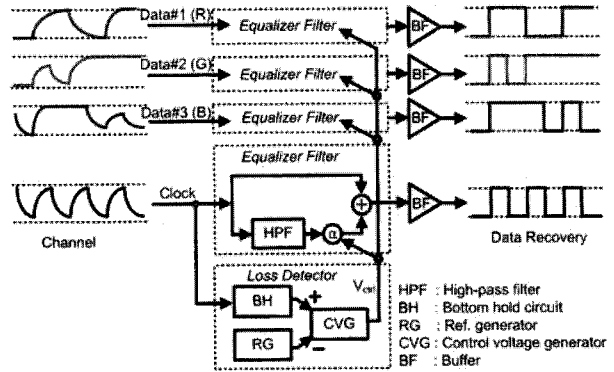 Data#1 (R)
Equalizer Filter
BF
Data#2 (G)
Equalizer Filter
BF
Data#3 (B)
Equalizer Filter
BF
Equalizer Filter
Clock
+
BF
HPF
α
Channel
Data Recovery
Loss Detector
Vctrl
BH
+
CVG
RG
−
HPF : High-pass filter
BH : Bottom hold circuit
RG : Ref. generator
CVG : Control voltage generator
BF : Buffer